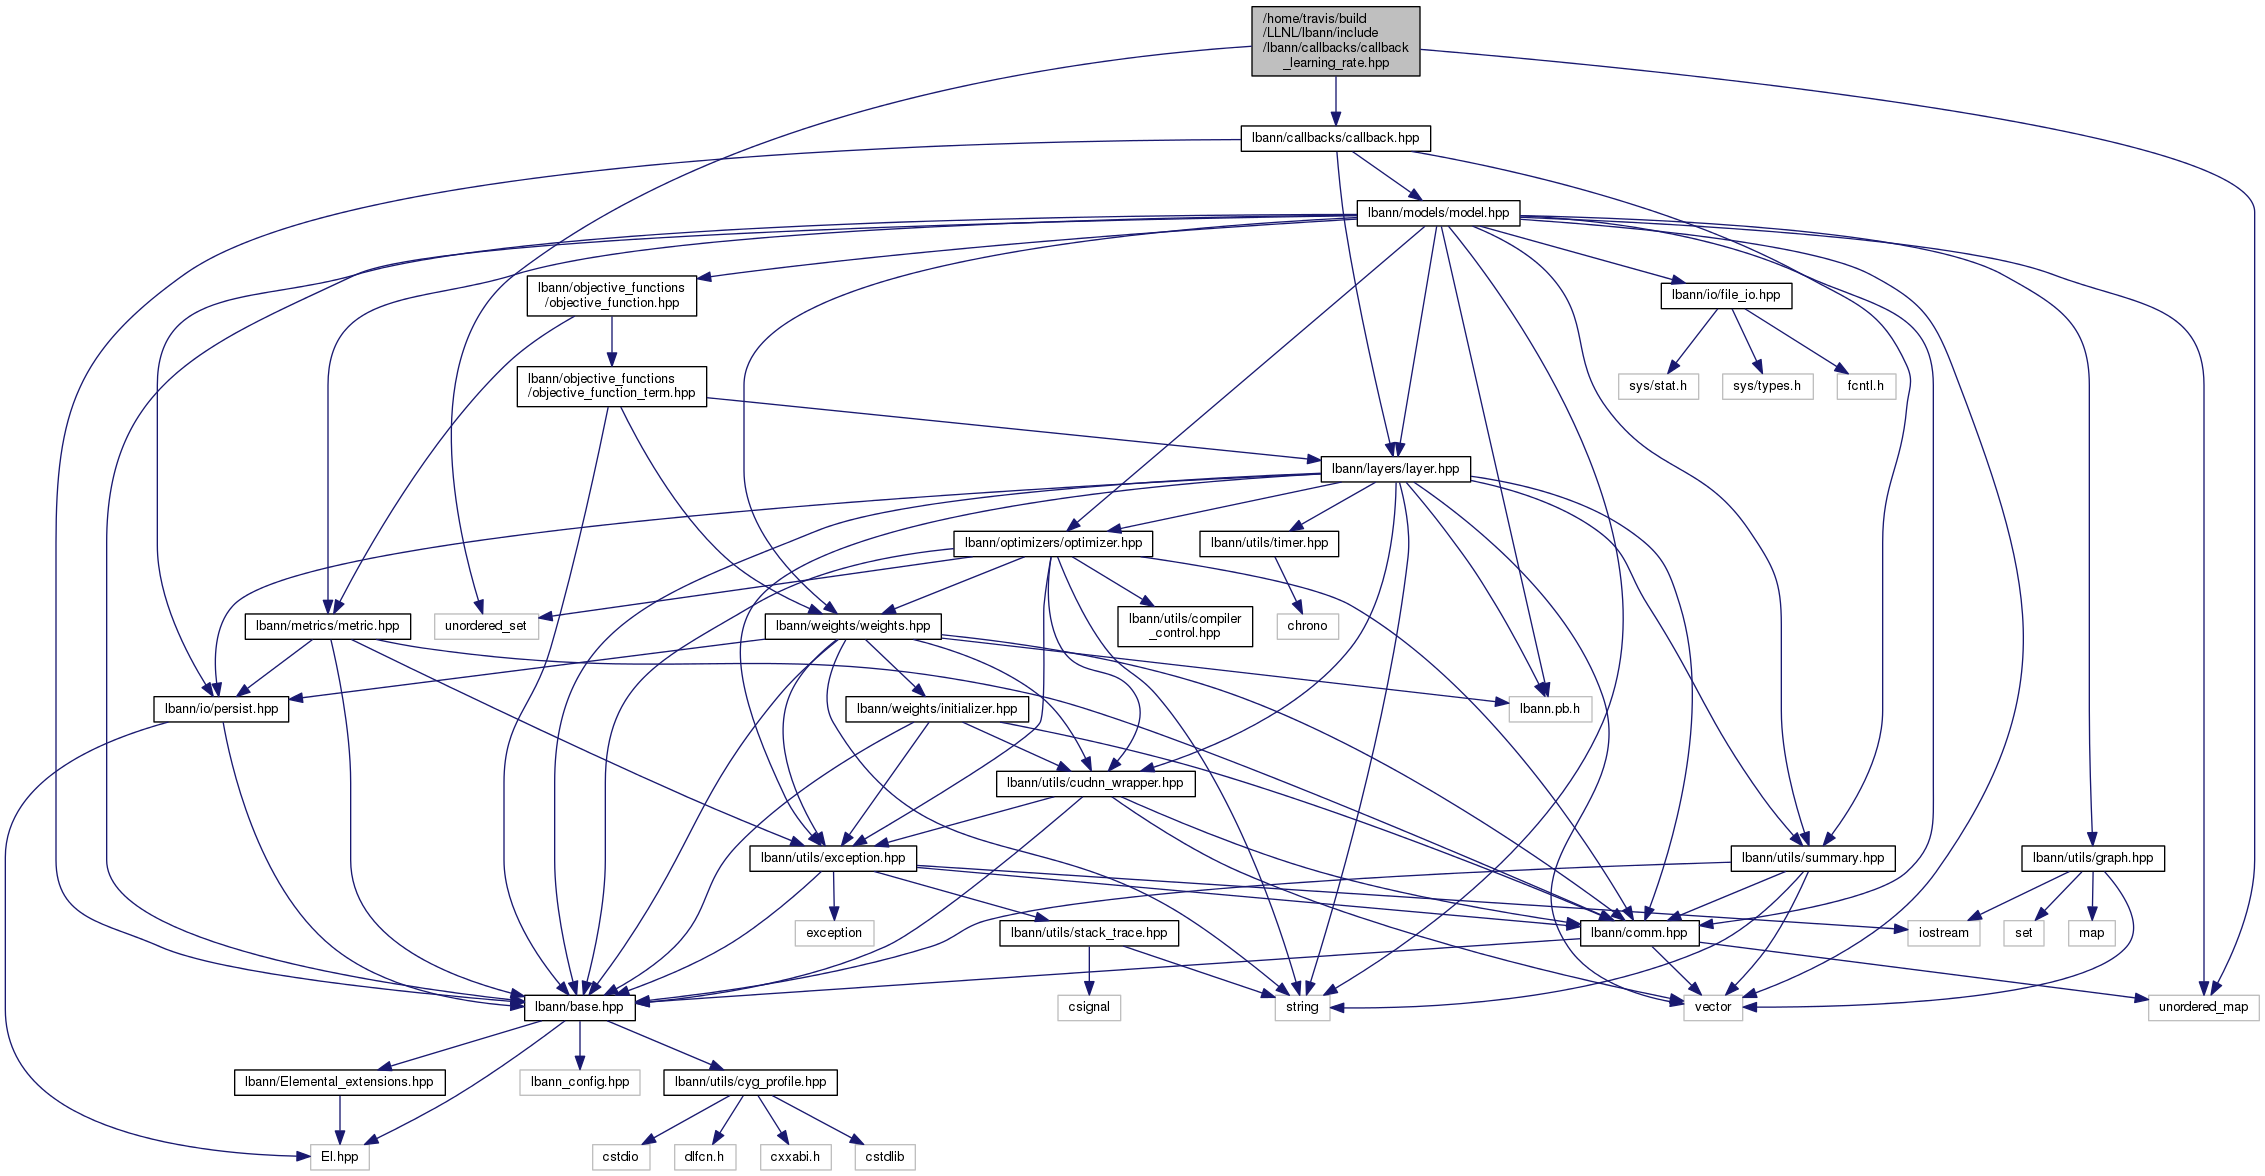 /home/travis/build
/LLNL/lbann/include
/lbann/callbacks/callback
_learning_rate.hpp
lbann/callbacks/callback.hpp
lbann/models/model.hpp
lbann/objective_functions
/objective_function.hpp
lbann/io/file_io.hpp
lbann/objective_functions
/objective_function_term.hpp
sys/stat.h
sys/types.h
fcntl.h
lbann/layers/layer.hpp
lbann/optimizers/optimizer.hpp
lbann/utils/timer.hpp
lbann/metrics/metric.hpp
unordered_set
lbann/weights/weights.hpp
lbann/utils/compiler
_control.hpp
chrono
lbann/io/persist.hpp
lbann/weights/initializer.hpp
lbann.pb.h
lbann/utils/cudnn_wrapper.hpp
lbann/utils/exception.hpp
lbann/utils/summary.hpp
lbann/utils/graph.hpp
exception
lbann/utils/stack_trace.hpp
lbann/comm.hpp
iostream
set
map
lbann/base.hpp
csignal
string
vector
unordered_map
lbann/Elemental_extensions.hpp
lbann_config.hpp
lbann/utils/cyg_profile.hpp
El.hpp
cstdio
dlfcn.h
cxxabi.h
cstdlib